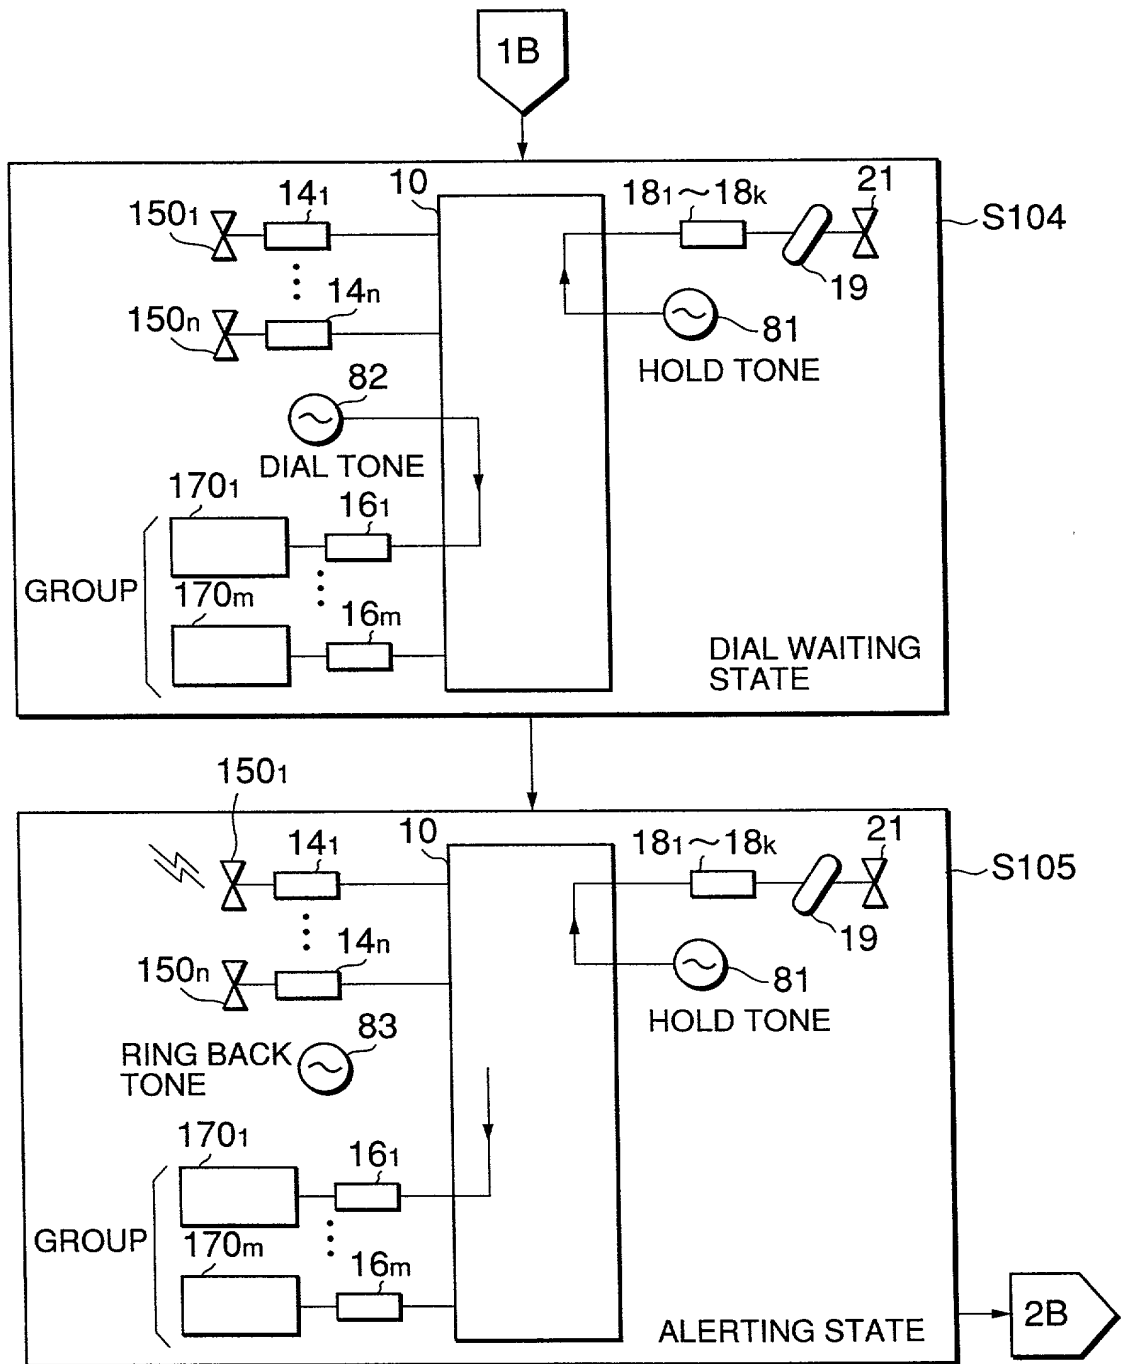 1B
10
14₁
18₁～18k
21
150₁
S104
19
14n
150n
81
HOLD TONE
82
DIAL TONE
170₁
16₁
GROUP
170m
16m
DIAL WAITING
STATE
150₁
10
14₁
18₁～18k
21
S105
19
14n
150n
81
HOLD TONE
83
RING BACK
TONE
170₁
16₁
GROUP
170m
16m
2B
ALERTING STATE